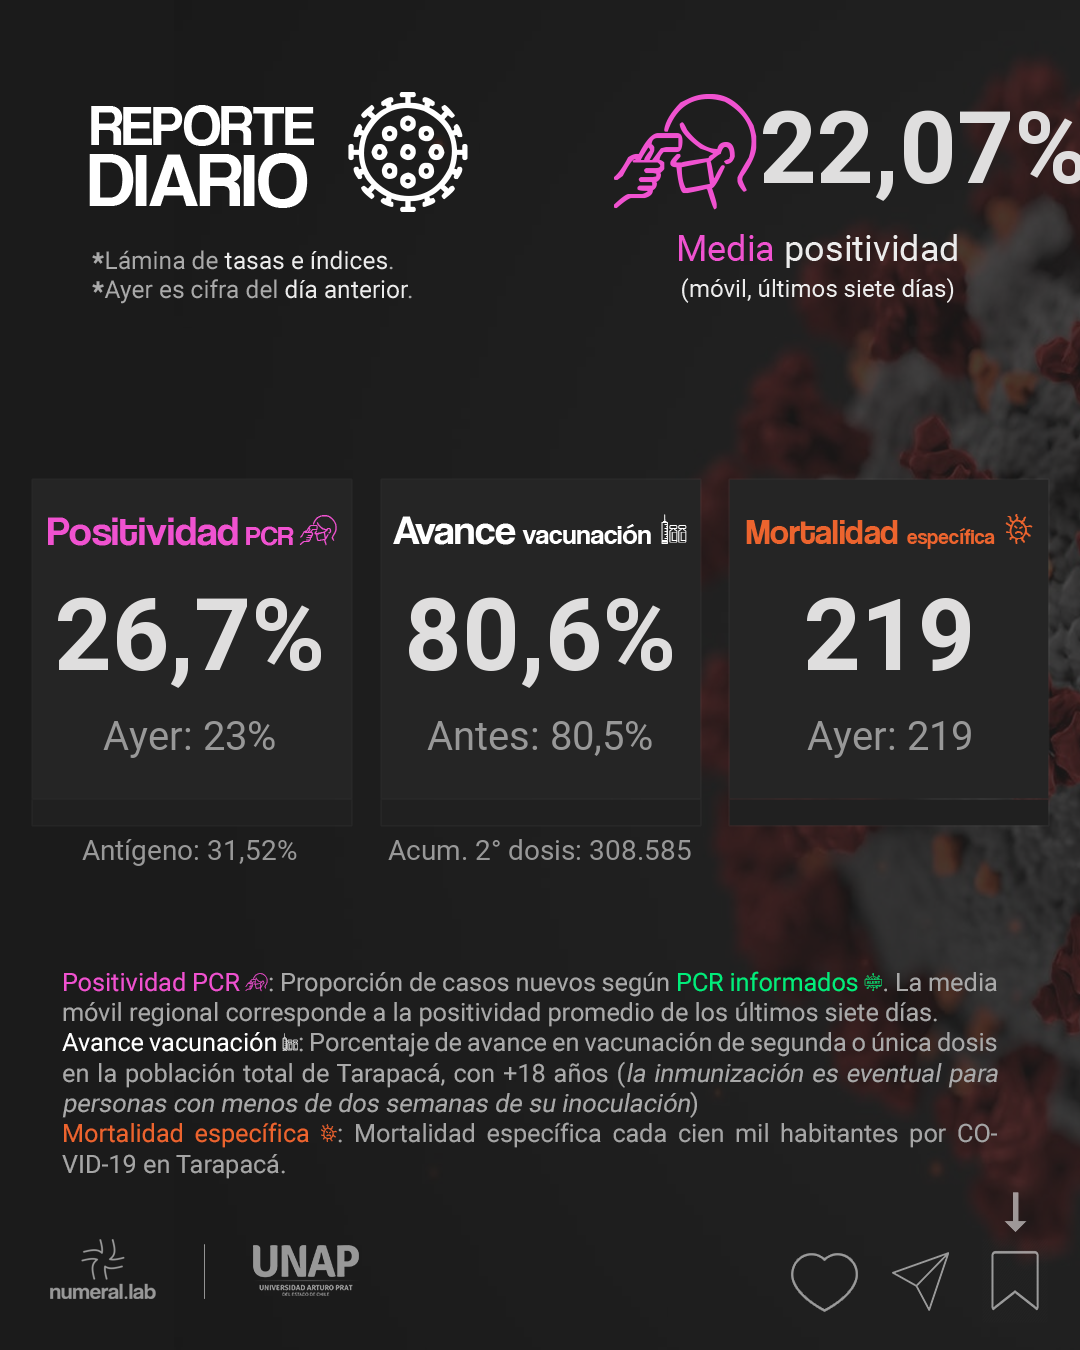 REPORTE
DIARIO
*Lámina de tasas e índices.
*Ayer es cifra del día anterior.
22,07%
Media positividad
(móvil, últimos siete días)
Positividad PCR
26,7%
Ayer: 23%
Antígeno: 31,52%
Avance vacunación
80,6%
Antes: 80,5%
Acum. 2° dosis: 308.585
Mortalidad específica
219
Ayer: 219
Positividad PCR : Proporción de casos nuevos según PCR informados . La media
móvil regional corresponde a la positividad promedio de los últimos siete días.
Avance vacunación : Porcentaje de avance en vacunación de segunda o única dosis
en la población total de Tarapacá, con +18 años (la inmunización es eventual para
personas con menos de dos semanas de su inoculación)
Mortalidad específica : Mortalidad específica cada cien mil habitantes por CO-
VID-19 en Tarapacá.
numeral.lab
UNAP
UNIVERSIDAD ARTURO PRAT
DEL ESTADO DE CHILE